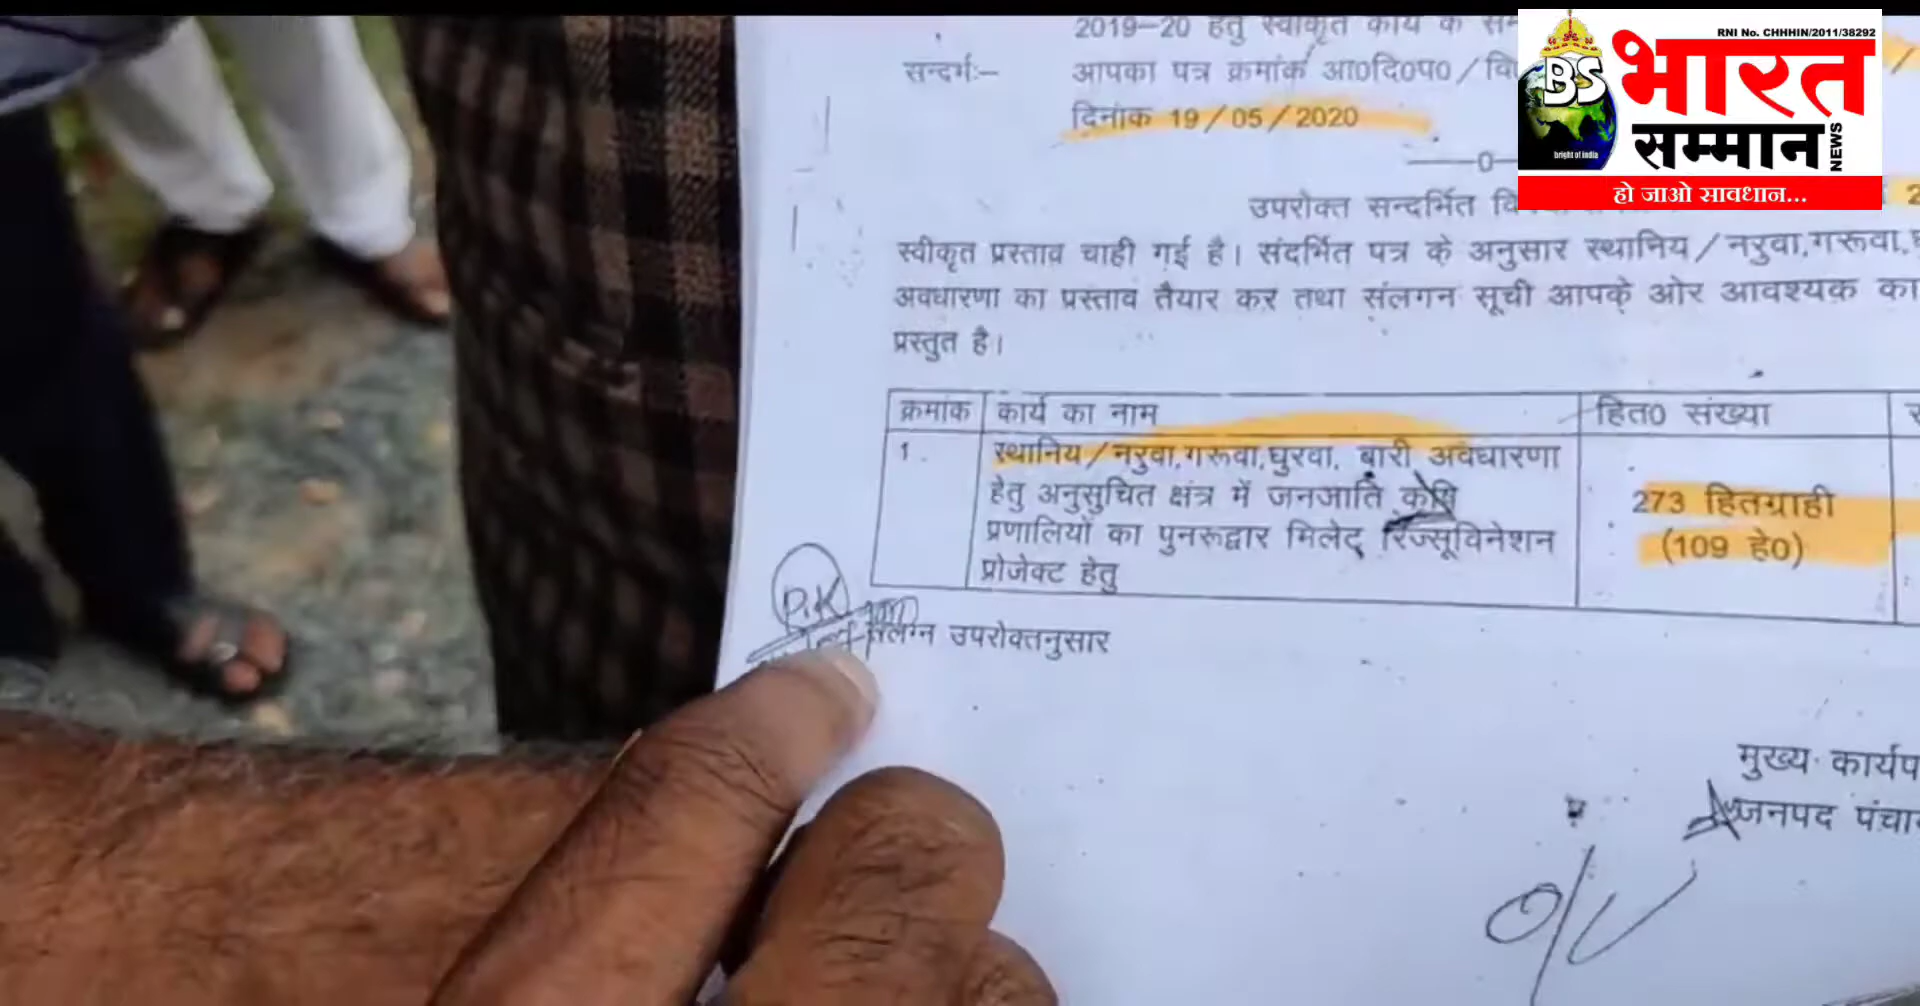 2019–20 हेतु स्वीकृत कार्य के
सन्दर्भः– आपका पत्र क्रमांक आ0दि0प0 /
दिनांक 19 / 05 / 2020
—0—
उपरोक्त सन्दर्भित
स्वीकृत प्रस्ताव चाही गई है। संदर्भित पत्र के अनुसार स्थानिय / नरुवा,गरूवा,
अवधारणा का प्रस्ताव तैयार कर तथा संलगन सूची आपके ओर आवश्यक
प्रस्तुत है।
क्रमांक कार्य का नाम हित0 संख्या
1. स्थानिय / नरुवा,गरूवा,घुरवा, बारी अवधारणा
हेतु अनुसुचित क्षंत्र में जनजाति कृषि
प्रणालियों का पुनरूद्वार मिलेट् रिज्सूविनेशन
प्रोजेक्ट हेतु
273 हितग्राही
(109 हे0)
P.K
संलग्न उपरोक्तनुसार
मुख्य कार्यप
जनपद पंचा
RNI No. CHHHIN/2011/38292
BS
bright of india
भारत
सम्मान
NEWS
हो जाओ सावधान...